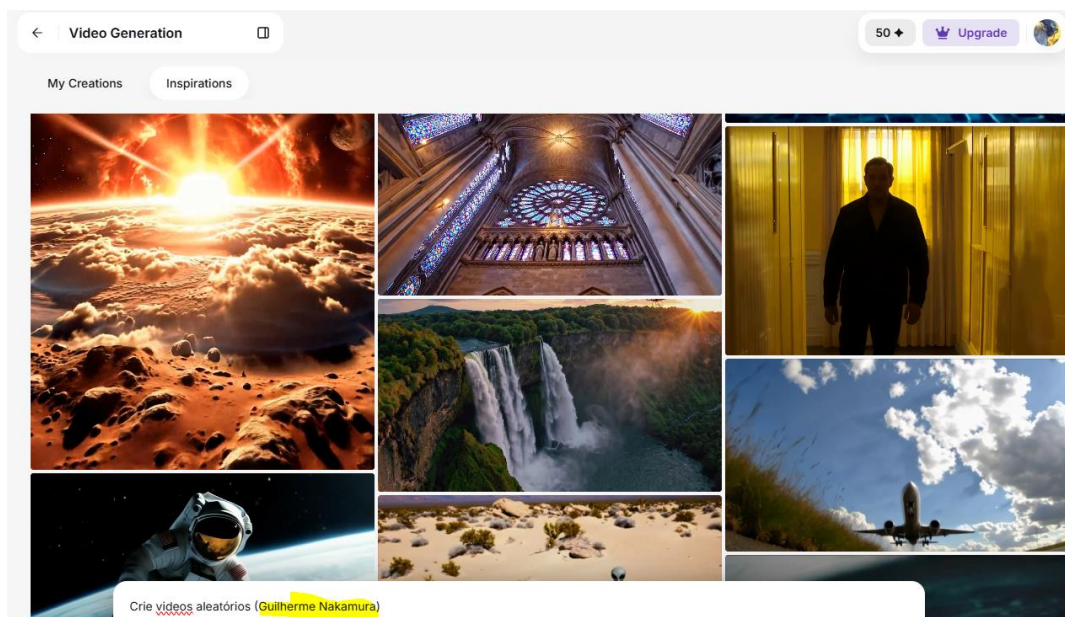 Video Generation
50
Upgrade
My Creations
Inspirations
Crie videos aleatórios (Guilherme Nakamura)